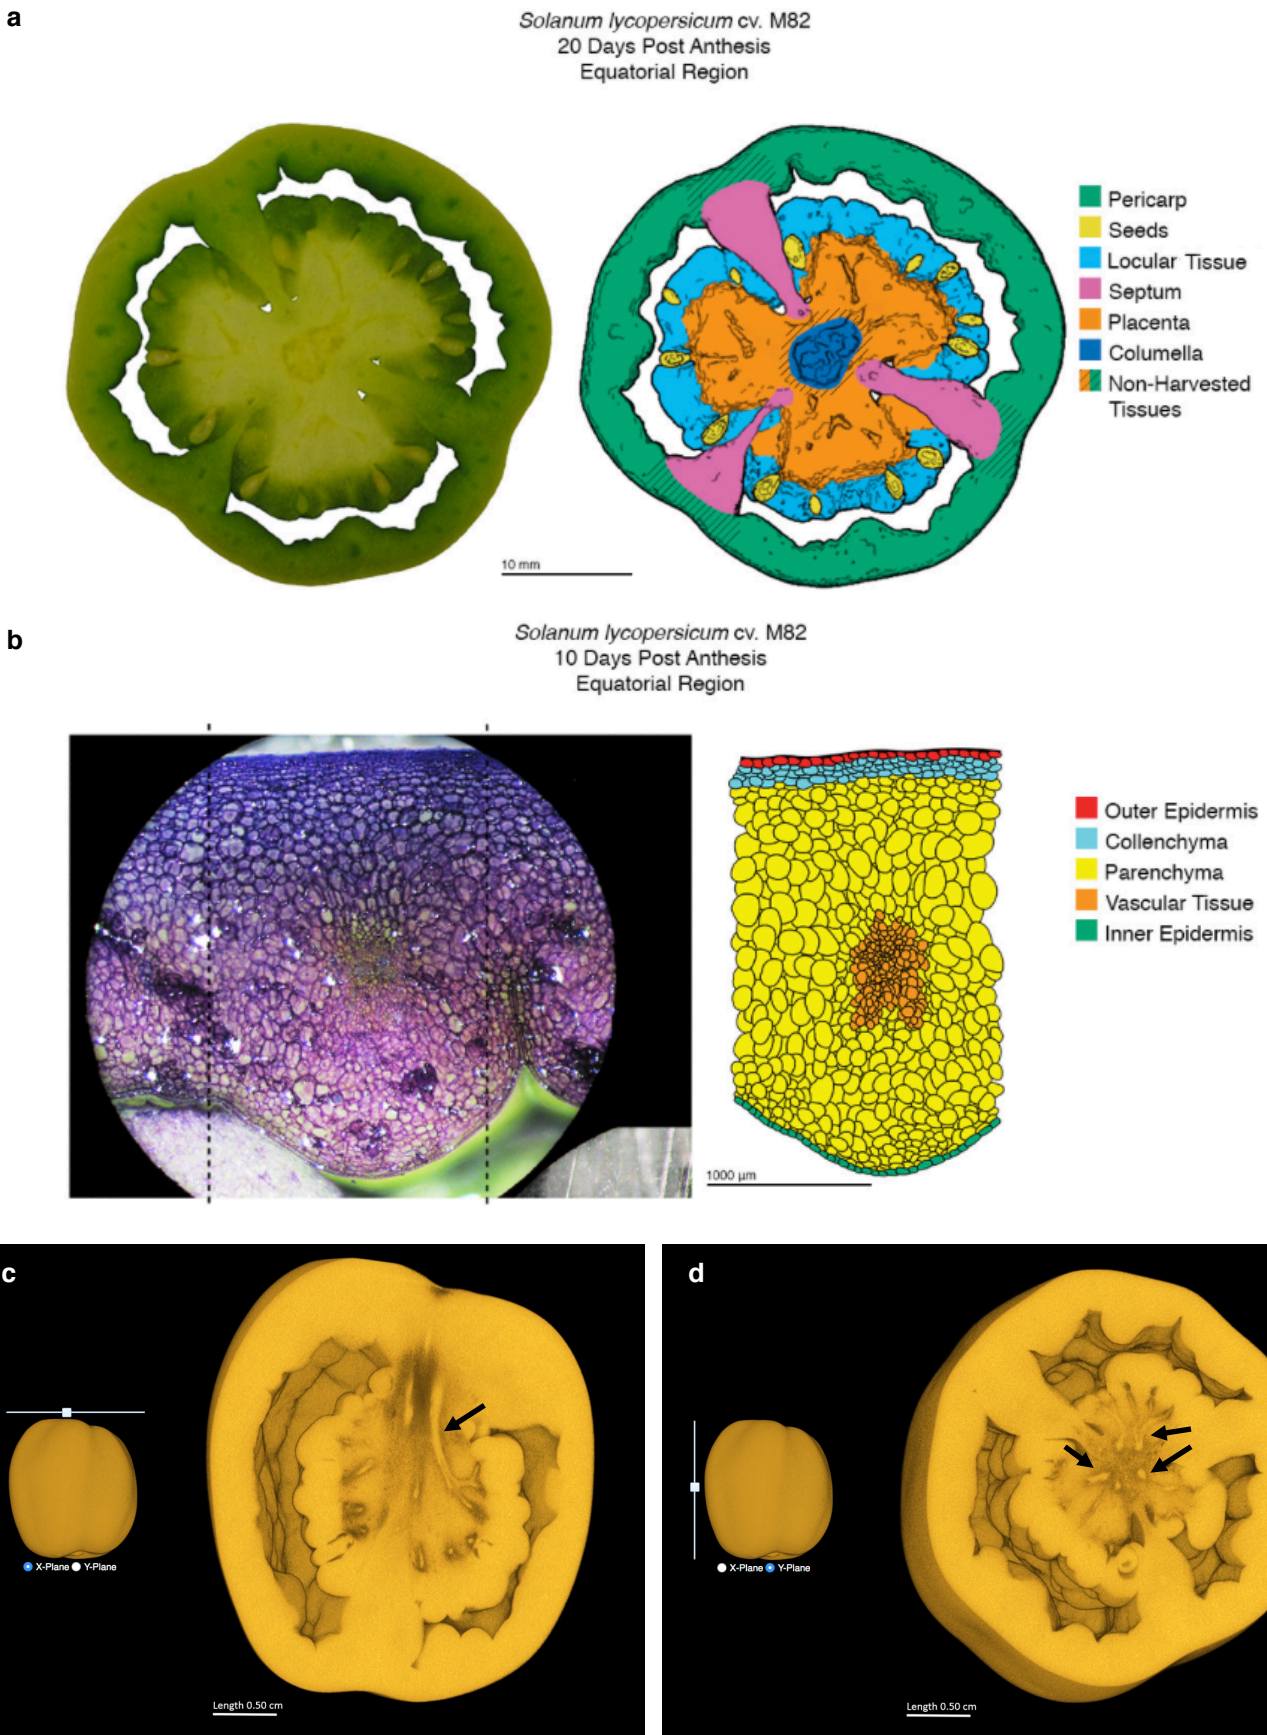 a
Solanum lycopersicum cv. M82
20 Days Post Anthesis
Equatorial Region
Pericarp
Seeds
Locular Tissue
Septum
Placenta
Columella
Non-Harvested
Tissues
10 mm
b
Solanum lycopersicum cv. M82
10 Days Post Anthesis
Equatorial Region
Outer Epidermis
Collenchyma
Parenchyma
Vascular Tissue
Inner Epidermis
1000 μm
c
X-Plane Y-Plane
Length 0.50 cm
d
X-Plane Y-Plane
Length 0.50 cm